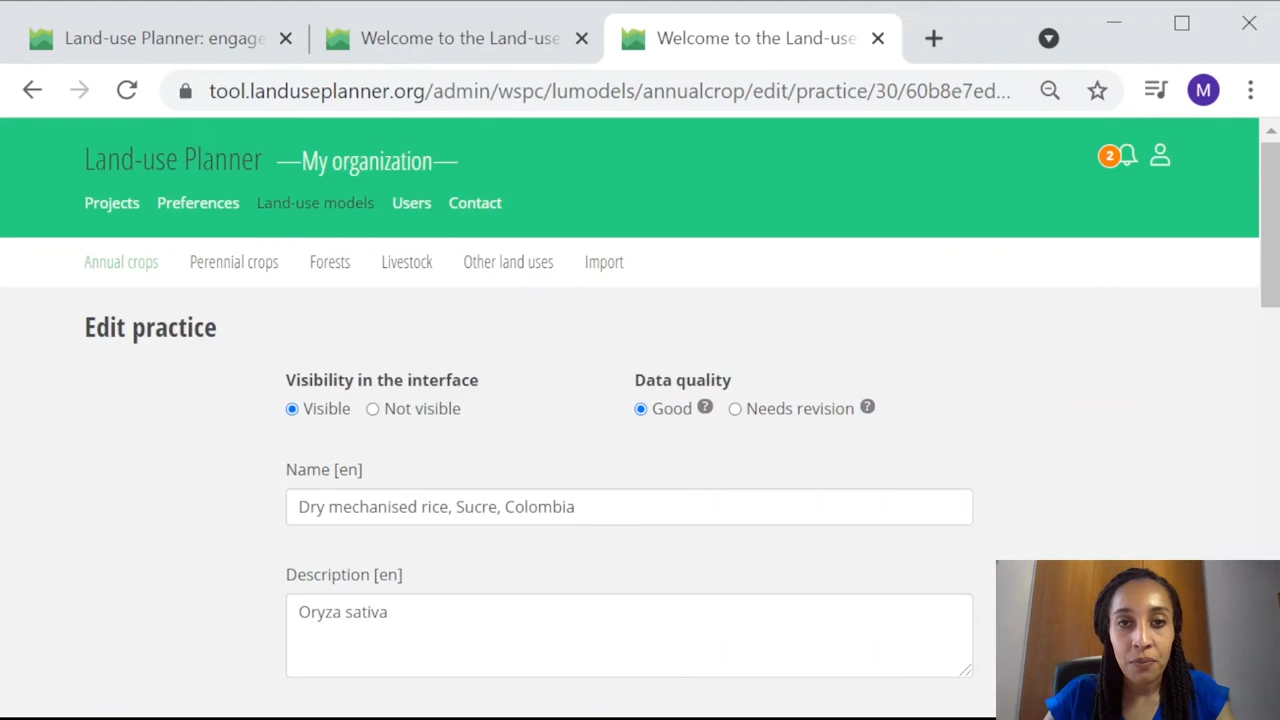 Land-use Planner: engage
Welcome to the Land-use
Welcome to the Land-use
tool.landuseplanner.org/admin/wspc/lumodels/annualcrop/edit/practice/30/60b8e7ed...
M
Land-use Planner —My organization—
2
Projects Preferences Land-use models Users Contact
Annual crops Perennial crops Forests Livestock Other land uses Import
Edit practice
Visibility in the interface Data quality
Visible Not visible Good ? Needs revision ?
Name [en]
Dry mechanised rice, Sucre, Colombia
Description [en]
Oryza sativa